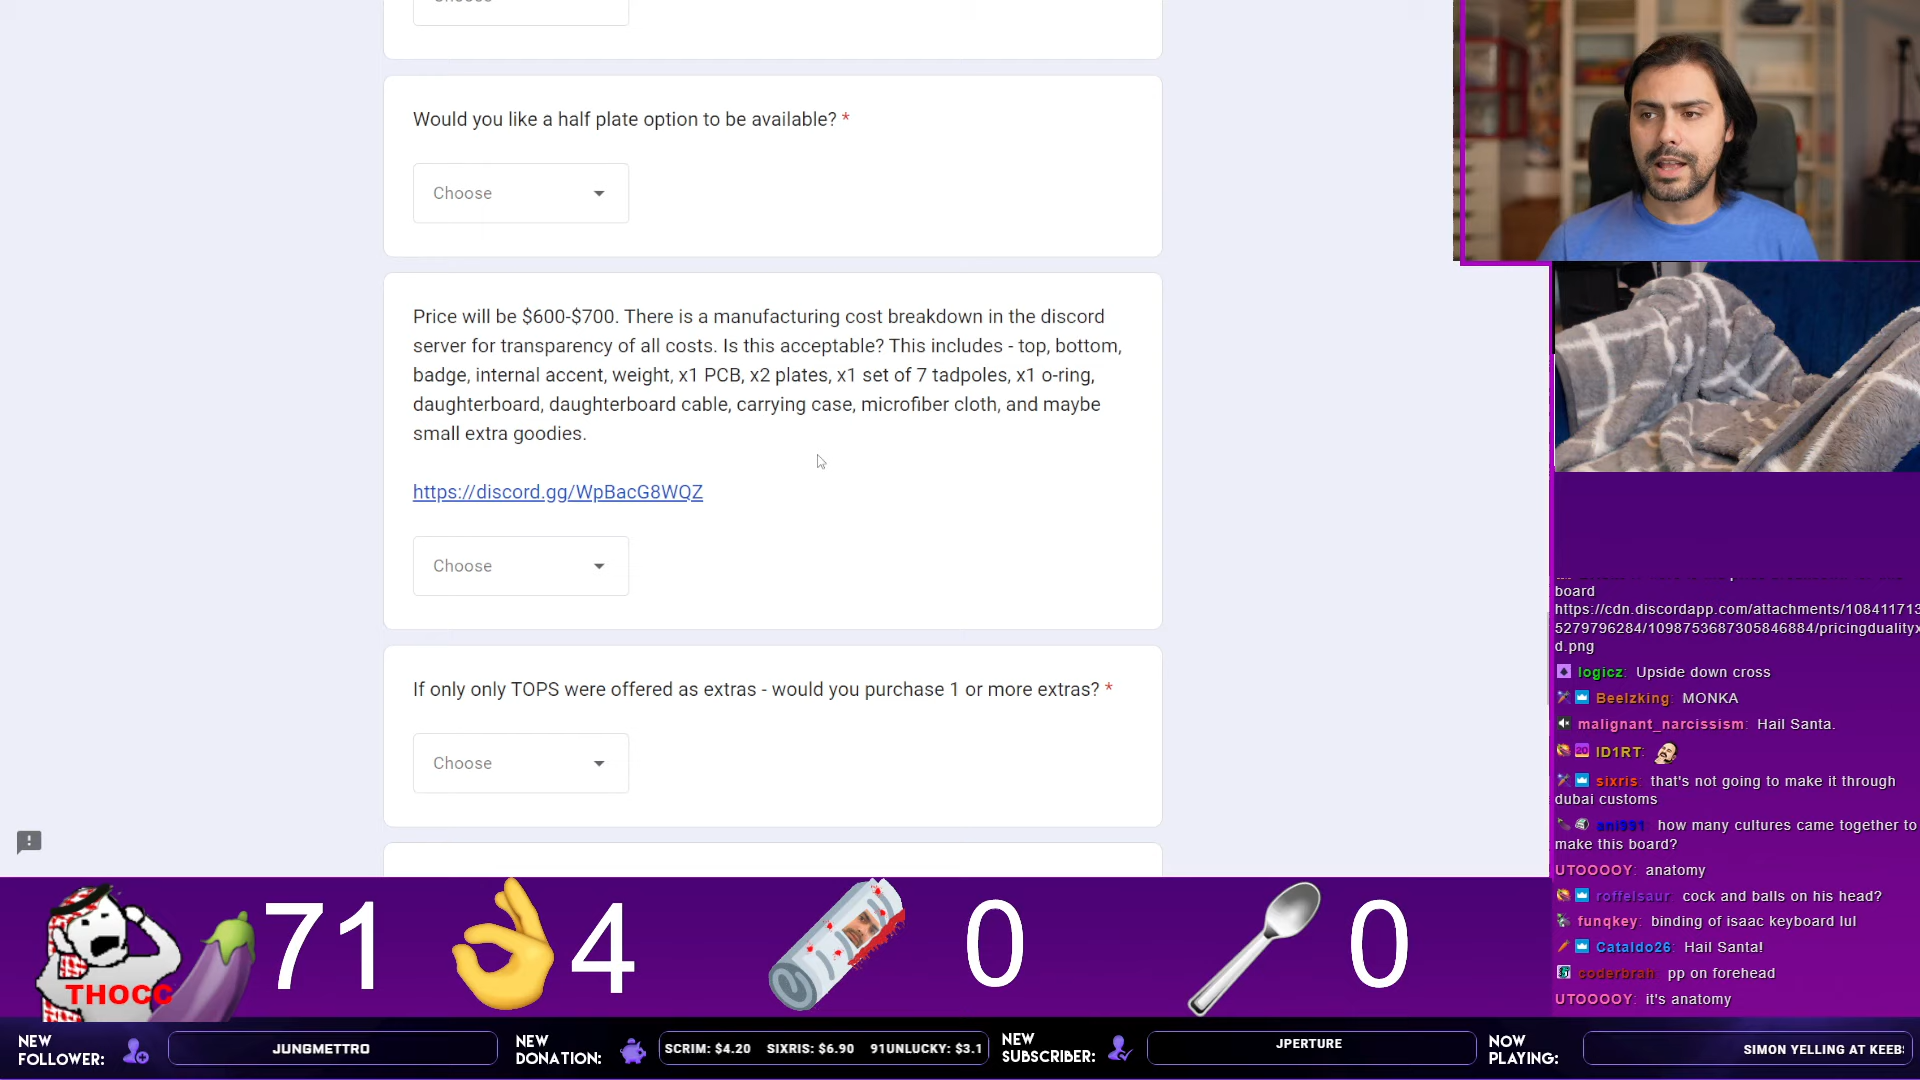 Would you like a half plate option to be available? *
Choose
Price will be $600-$700. There is a manufacturing cost breakdown in the discord
server for transparency of all costs. Is this acceptable? This includes - top, bottom,
badge, internal accent, weight, x1 PCB, x2 plates, x1 set of 7 tadpoles, x1 o-ring,
daughterboard, daughterboard cable, carrying case, microfiber cloth, and maybe
small extra goodies.
https://discord.gg/WpBacG8WQZ
Choose
If only only TOPS were offered as extras - would you purchase 1 or more extras? *
Choose
board
https://cdn.discordapp.com/attachments/108411713
5279796284/1098753687305846884/pricingdualityx
d.png
logicz: Upside down cross
Beelzking: MONKA
malignant_narcissism: Hail Santa.
ID1RT:
sixris: that's not going to make it through
dubai customs
ani991: how many cultures came together to
make this board?
UTOOOOY: anatomy
roffelsaur: cock and balls on his head?
funqkey: binding of isaac keyboard lul
Cataldo26: Hail Santa!
coderbrah: pp on forehead
UTOOOOY: it's anatomy
THOCC
71
4
0
0
NEW
FOLLOWER:
JUNGMETTRO
NEW
DONATION:
SCRIM: $4.20 SIXRIS: $6.90 91UNLUCKY: $3.1
NEW
SUBSCRIBER:
JPERTURE
NOW
PLAYING:
SIMON YELLING AT KEEB